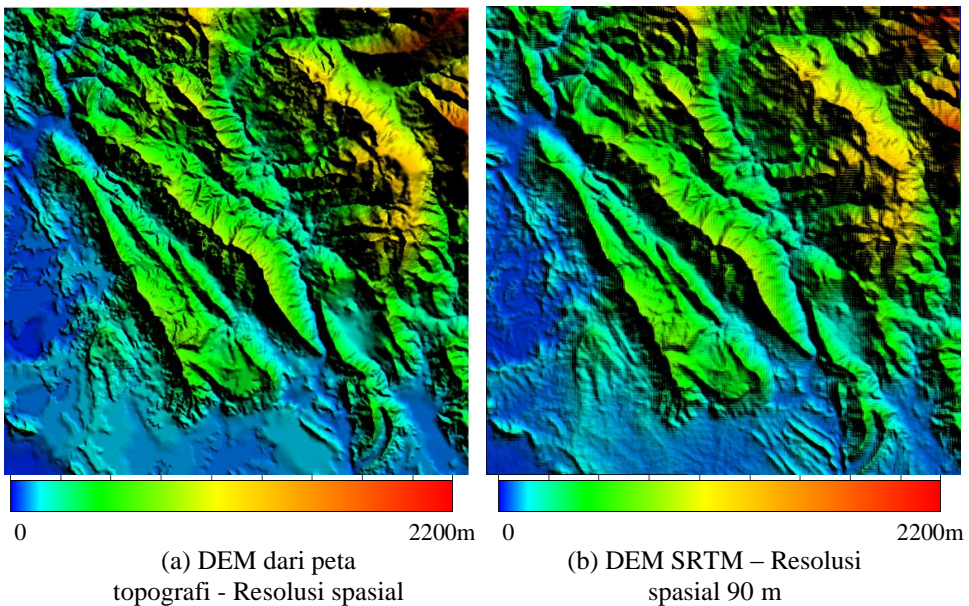 0 2200m
0 2200m
(a) DEM dari peta
topografi - Resolusi spasial
(b) DEM SRTM – Resolusi
spasial 90 m